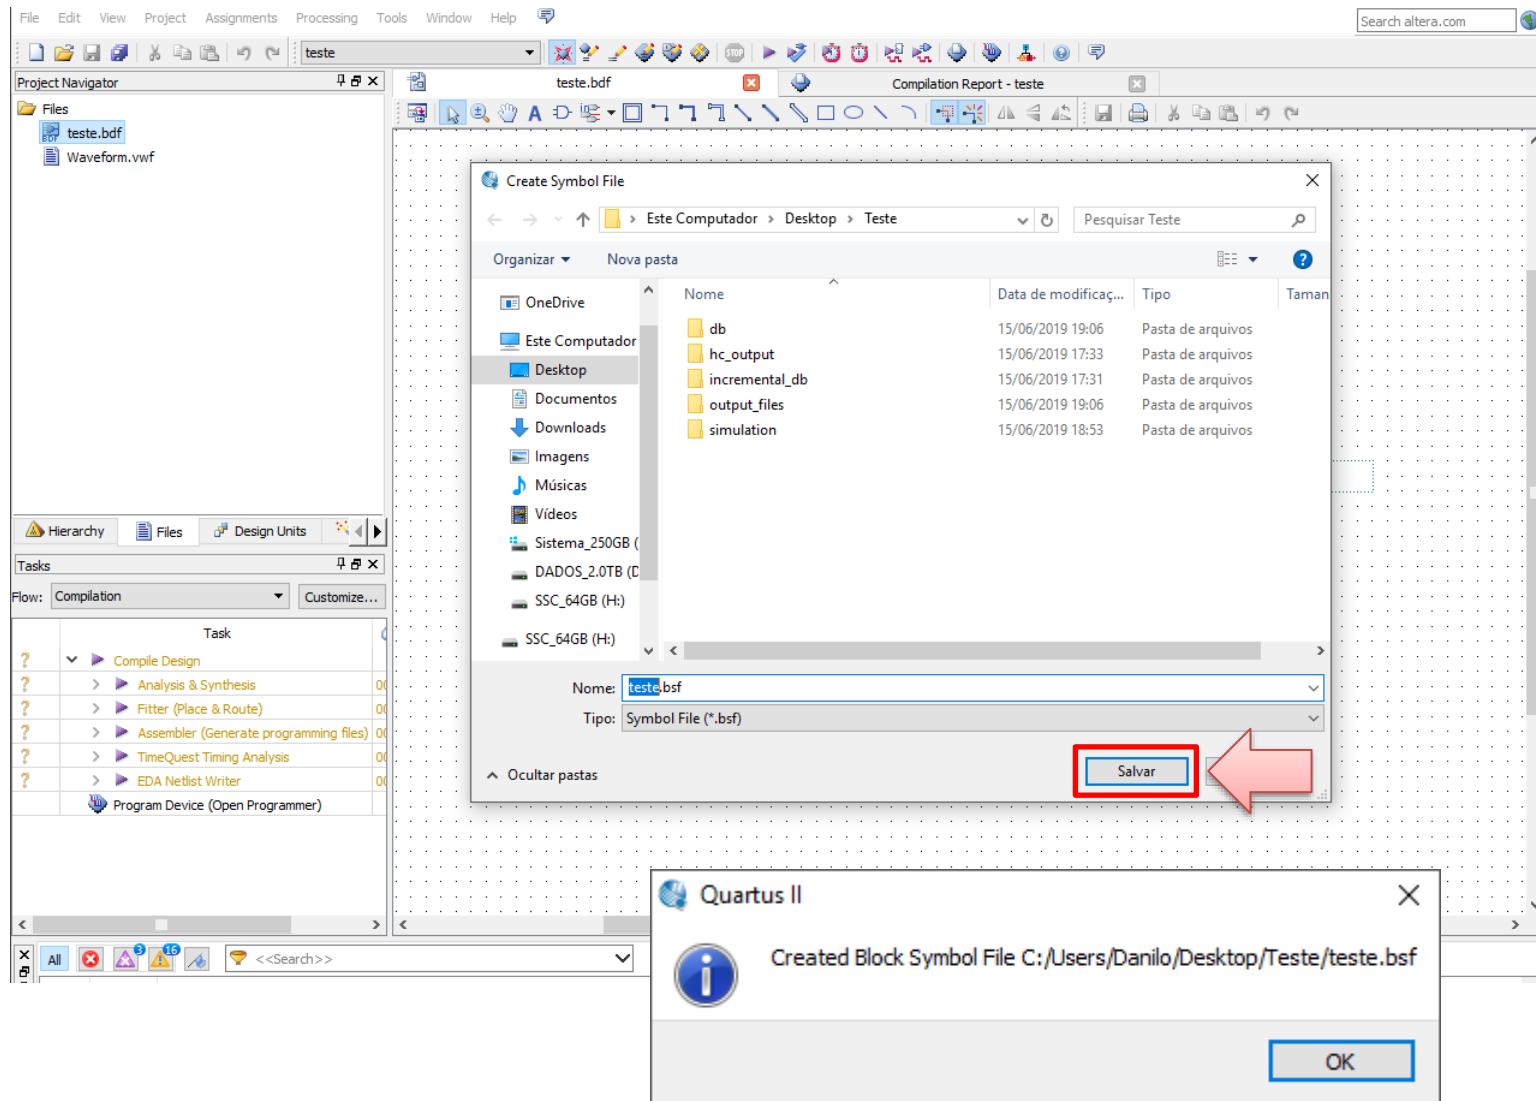 File Edit View Project Assignments Processing Tools Window Help
Search altera.com
teste
Project Navigator
teste.bdf
Compilation Report - teste
Files
teste.bdf
Waveform.vwf
Create Symbol File
Este Computador > Desktop > Teste
Pesquisar Teste
Organizar
Nova pasta
Nome
Data de modificaç...
Tipo
Taman
OneDrive
Este Computador
Desktop
Documentos
Downloads
Imagens
Músicas
Vídeos
Sistema_250GB (
DADOS_2.0TB (D
SSC_64GB (H:)
SSC_64GB (H:)
db 15/06/2019 19:06 Pasta de arquivos
hc_output 15/06/2019 17:33 Pasta de arquivos
incremental_db 15/06/2019 17:31 Pasta de arquivos
output_files 15/06/2019 19:06 Pasta de arquivos
simulation 15/06/2019 18:53 Pasta de arquivos
Nome: teste.bsf
Tipo: Symbol File (*.bsf)
Ocultar pastas
Salvar
Hierarchy Files Design Units
Tasks
Flow: Compilation Customize...
Task
Compile Design
Analysis & Synthesis 00
Fitter (Place & Route) 00
Assembler (Generate programming files) 00
TimeQuest Timing Analysis 00
EDA Netlist Writer 00
Program Device (Open Programmer)
All 3 16 <<Search>>
Quartus II
Created Block Symbol File C:/Users/Danilo/Desktop/Teste/teste.bsf
OK